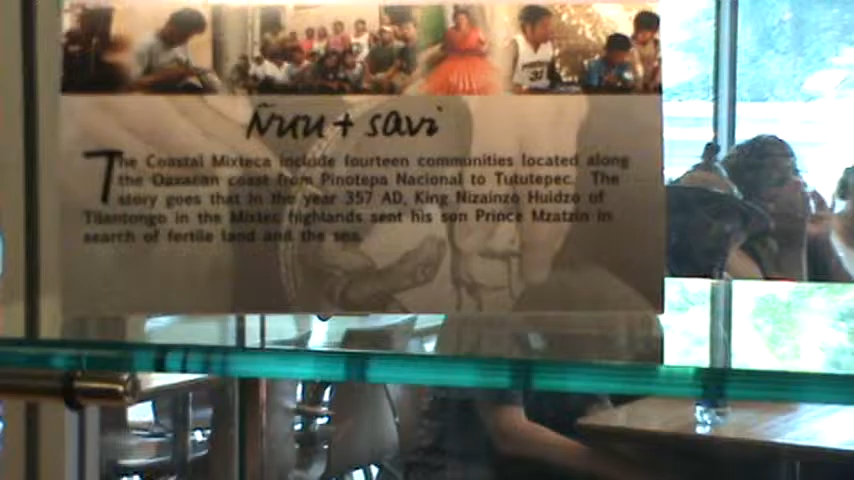 Ñuu + savi
The Coastal Mixteca include fourteen communities located along
the Oaxacan coast from Pinotepa Nacional to Tututepec. The
story goes that in the year 357 AD, King Nizainzo Huidzo of
Tilantongo in the Mixtec highlands sent his son Prince Mzatzin in
search of fertile land and the sea.